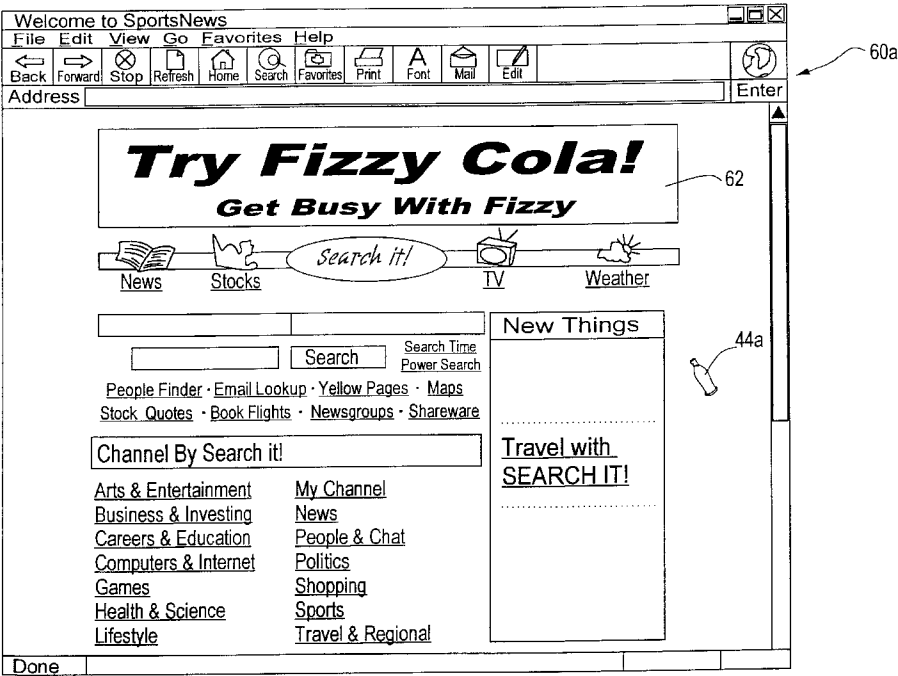 Welcome to SportsNews
File Edit View Go Favorites Help
Back Forward Stop Refresh Home Search Favorites Print Font Mail Edit
60a
Address Enter
Try Fizzy Cola!
Get Busy With Fizzy
62
Search it!
News Stocks TV Weather
New Things
Search Search Time
Power Search
44a
People Finder · Email Lookup · Yellow Pages · Maps
Stock Quotes · Book Flights · Newsgroups · Shareware
Travel with
SEARCH IT!
Channel By Search it!
Arts & Entertainment My Channel
Business & Investing News
Careers & Education People & Chat
Computers & Internet Politics
Games Shopping
Health & Science Sports
Lifestyle Travel & Regional
Done